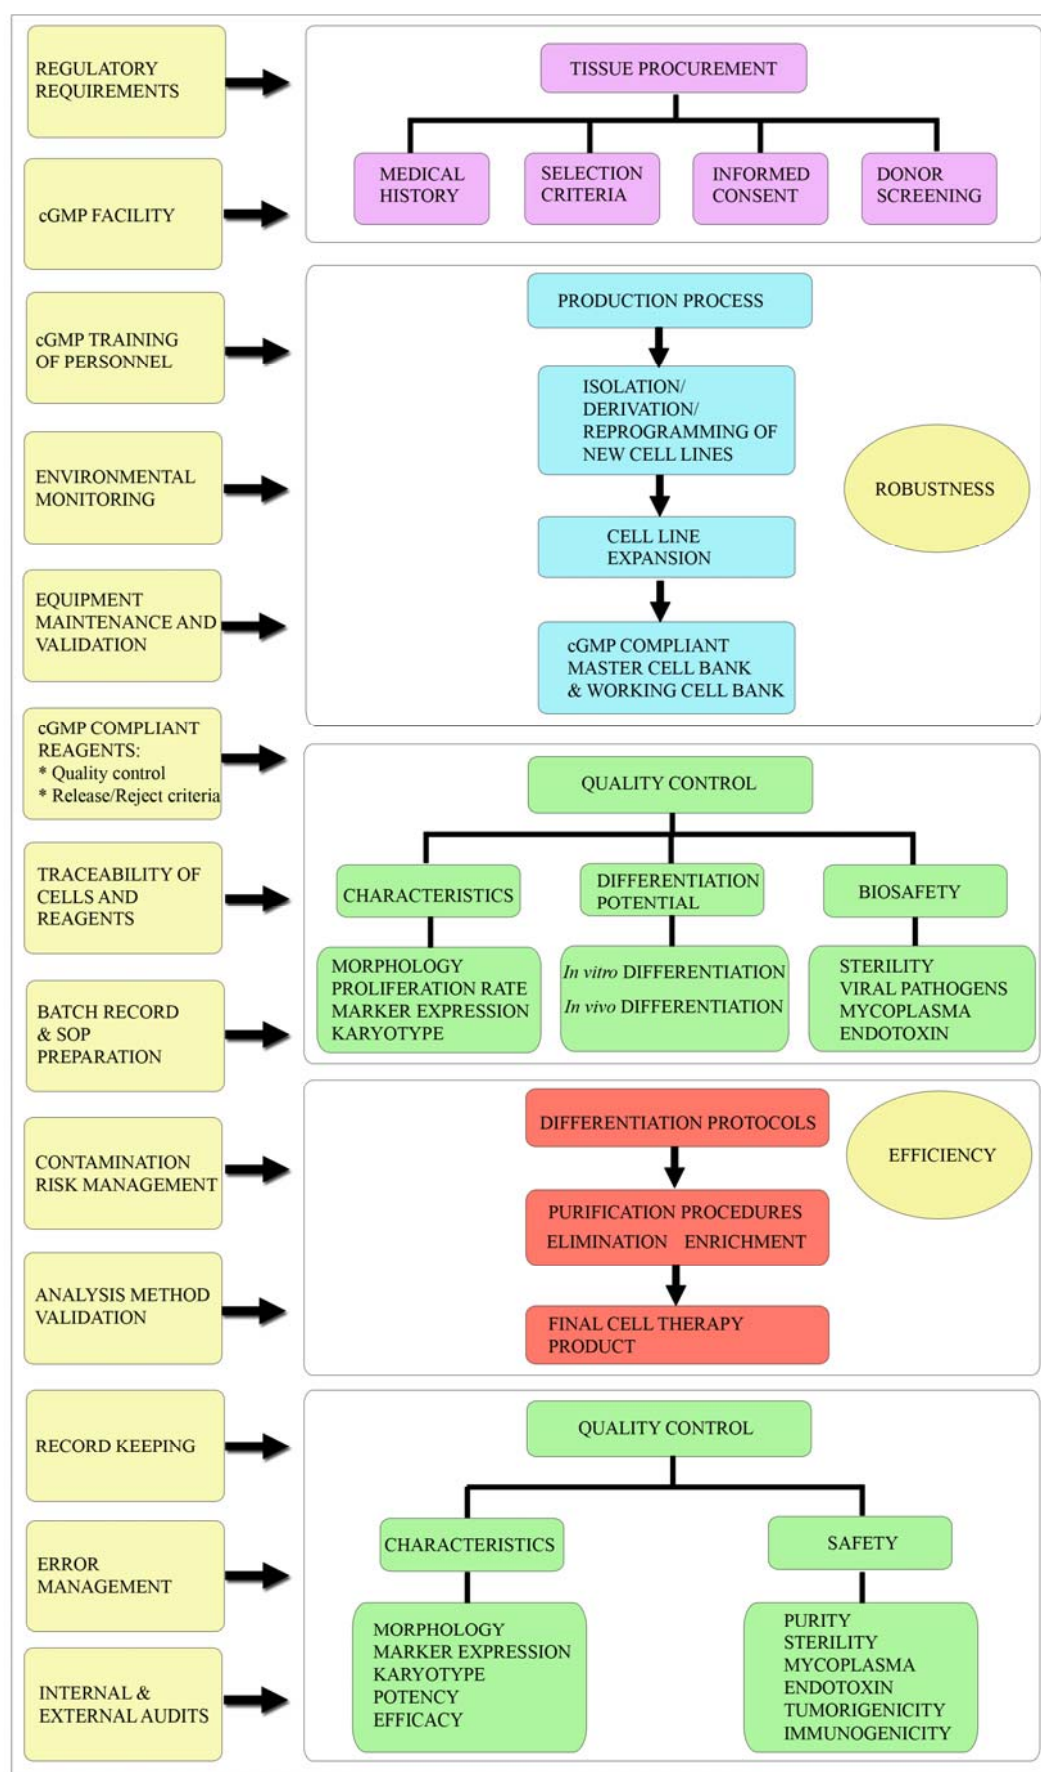 REGULATORY
REQUIREMENTS
cGMP FACILITY
cGMP TRAINING
OF PERSONNEL
ENVIRONMENTAL
MONITORING
EQUIPMENT
MAINTENANCE AND
VALIDATION
cGMP COMPLIANT
REAGENTS:
* Quality control
* Release/Reject criteria
TRACEABILITY OF
CELLS AND
REAGENTS
BATCH RECORD
& SOP
PREPARATION
CONTAMINATION
RISK MANAGEMENT
ANALYSIS METHOD
VALIDATION
RECORD KEEPING
ERROR
MANAGEMENT
INTERNAL &
EXTERNAL AUDITS
TISSUE PROCUREMENT
MEDICAL
HISTORY
SELECTION
CRITERIA
INFORMED
CONSENT
DONOR
SCREENING
PRODUCTION PROCESS
ISOLATION/
DERIVATION/
REPROGRAMMING OF
NEW CELL LINES
CELL LINE
EXPANSION
cGMP COMPLIANT
MASTER CELL BANK
& WORKING CELL BANK
ROBUSTNESS
QUALITY CONTROL
CHARACTERISTICS
MORPHOLOGY
PROLIFERATION RATE
MARKER EXPRESSION
KARYOTYPE
DIFFERENTIATION
POTENTIAL
In vitro DIFFERENTIATION
In vivo DIFFERENTIATION
BIOSAFETY
STERILITY
VIRAL PATHOGENS
MYCOPLASMA
ENDOTOXIN
DIFFERENTIATION PROTOCOLS
PURIFICATION PROCEDURES
ELIMINATION ENRICHMENT
FINAL CELL THERAPY
PRODUCT
EFFICIENCY
QUALITY CONTROL
CHARACTERISTICS
MORPHOLOGY
MARKER EXPRESSION
KARYOTYPE
POTENCY
EFFICACY
SAFETY
PURITY
STERILITY
MYCOPLASMA
ENDOTOXIN
TUMORIGENICITY
IMMUNOGENICITY